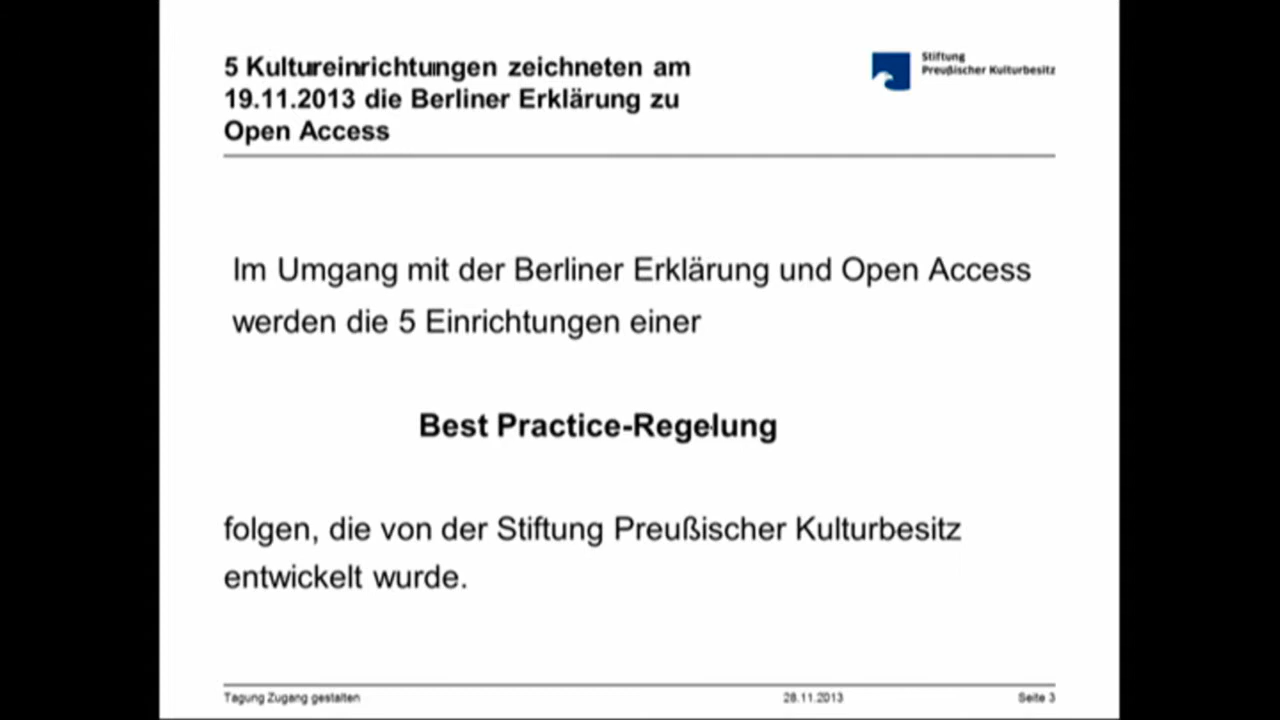 5 Kultureinrichtungen zeichneten am
19.11.2013 die Berliner Erklärung zu
Open Access
Stiftung
Preußischer Kulturbesitz
Im Umgang mit der Berliner Erklärung und Open Access
werden die 5 Einrichtungen einer
Best Practice-Regelung
folgen, die von der Stiftung Preußischer Kulturbesitz
entwickelt wurde.
Tagung Zugang gestalten 28.11.2013 Seite 3